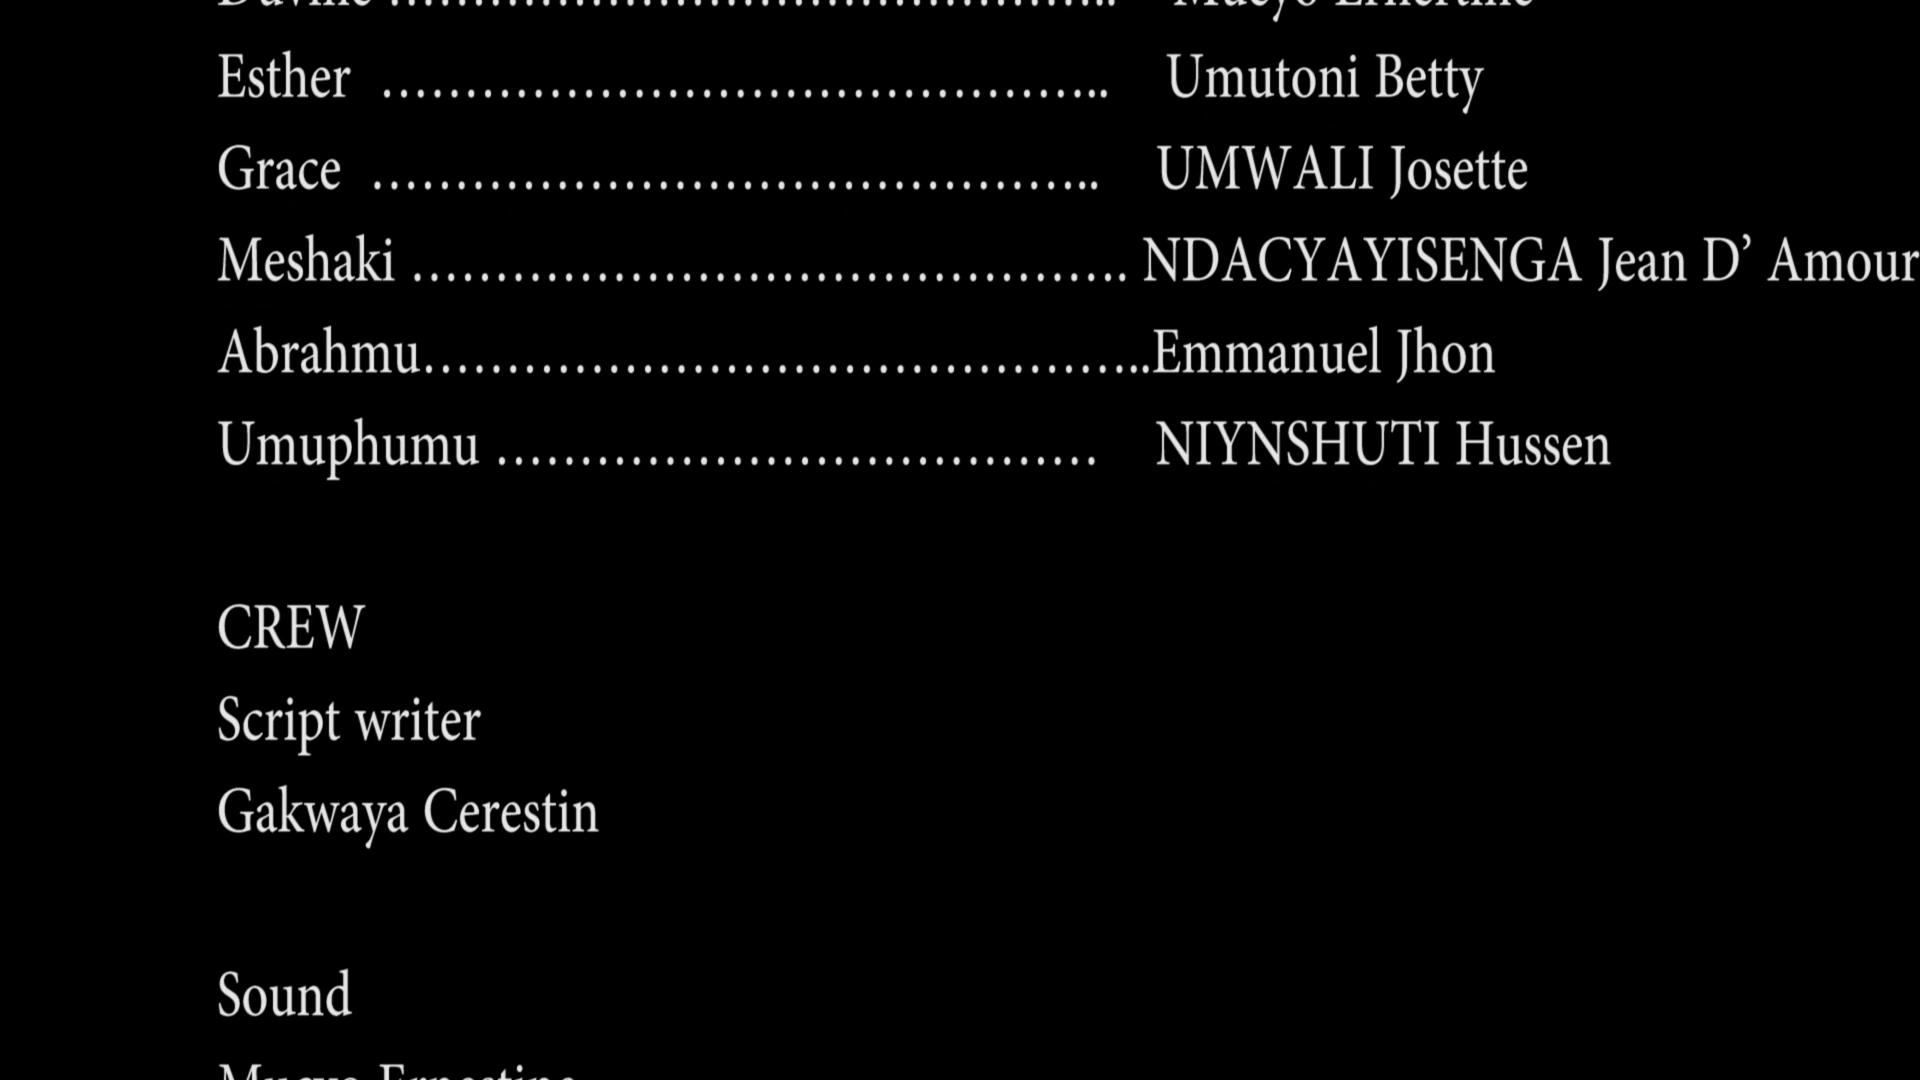 Esther ………………………………………….. Umutoni Betty
Grace ………………………………………….. UMWALI Josette
Meshaki …………………………………………. NDACYAYISENGA Jean D’ Amour
Abrahmu…………………………………………..Emmanuel Jhon
Umuphumu ……………………………… NIYNSHUTI Hussen
CREW
Script writer
Gakwaya Cerestin
Sound